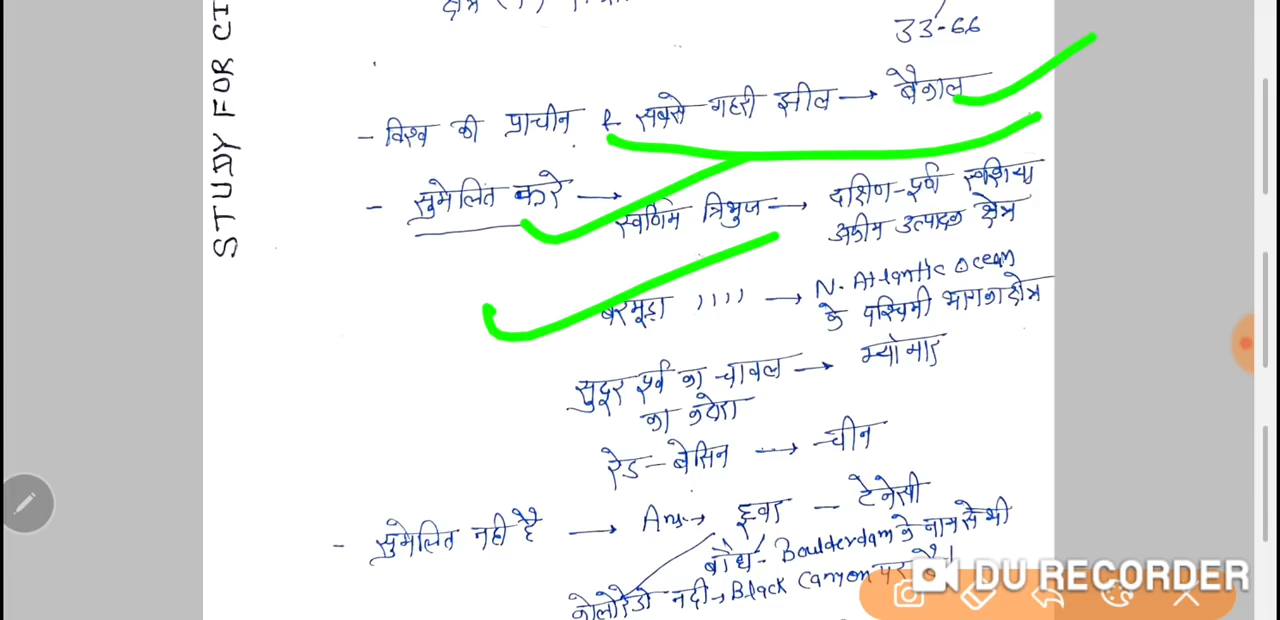 STUDY FOR CI
33-66
- विश्व की प्राचीन & सबसे गहरी झील → बैकाल
- सुमेलित करे → स्वर्णिम त्रिभुज → दक्षिण-पूर्व एशिया
अफीम उत्पादक क्षेत्र
बरमूडा ,,,, → N. Atlantic Ocean
के पश्चिमी भाग का क्षेत्र
सुदूर पूर्व का चावल → म्यांमार
का कटोरा
रेड-बेसिन → चीन
- सुमेलित नही है → Ans → हूवर - टेनेसी
बाँध - Boulderdam के नाम से भी
कोलोरेडो नदी → Black Canyon पर है।
DU RECORDER